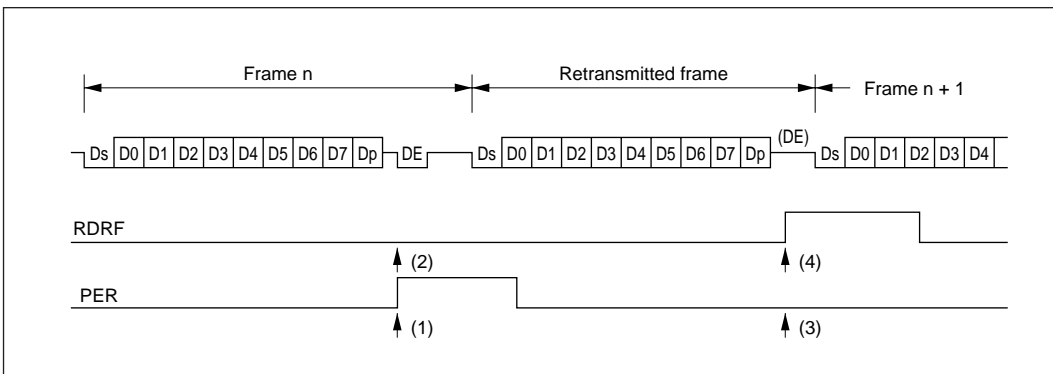 Frame n
Retransmitted frame
Frame n + 1
Ds D0 D1 D2 D3 D4 D5 D6 D7 Dp DE Ds D0 D1 D2 D3 D4 D5 D6 D7 Dp (DE) Ds D0 D1 D2 D3 D4
RDRF
(2) (4)
PER
(1) (3)